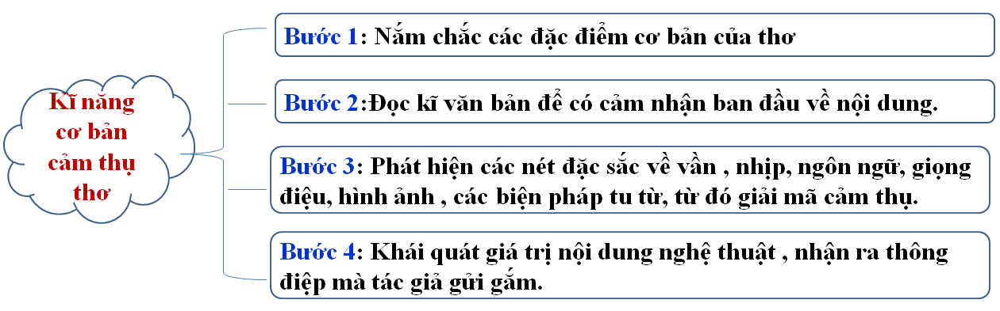 Kĩ năng
cơ bản
cảm thụ
thơ
Bước 1: Nắm chắc các đặc điểm cơ bản của thơ
Bước 2:Đọc kĩ văn bản để có cảm nhận ban đầu về nội dung.
Bước 3: Phát hiện các nét đặc sắc về vần , nhịp, ngôn ngữ, giọng
điệu, hình ảnh , các biện pháp tu từ, từ đó giải mã cảm thụ.
Bước 4: Khái quát giá trị nội dung nghệ thuật , nhận ra thông
điệp mà tác giả gửi gắm.